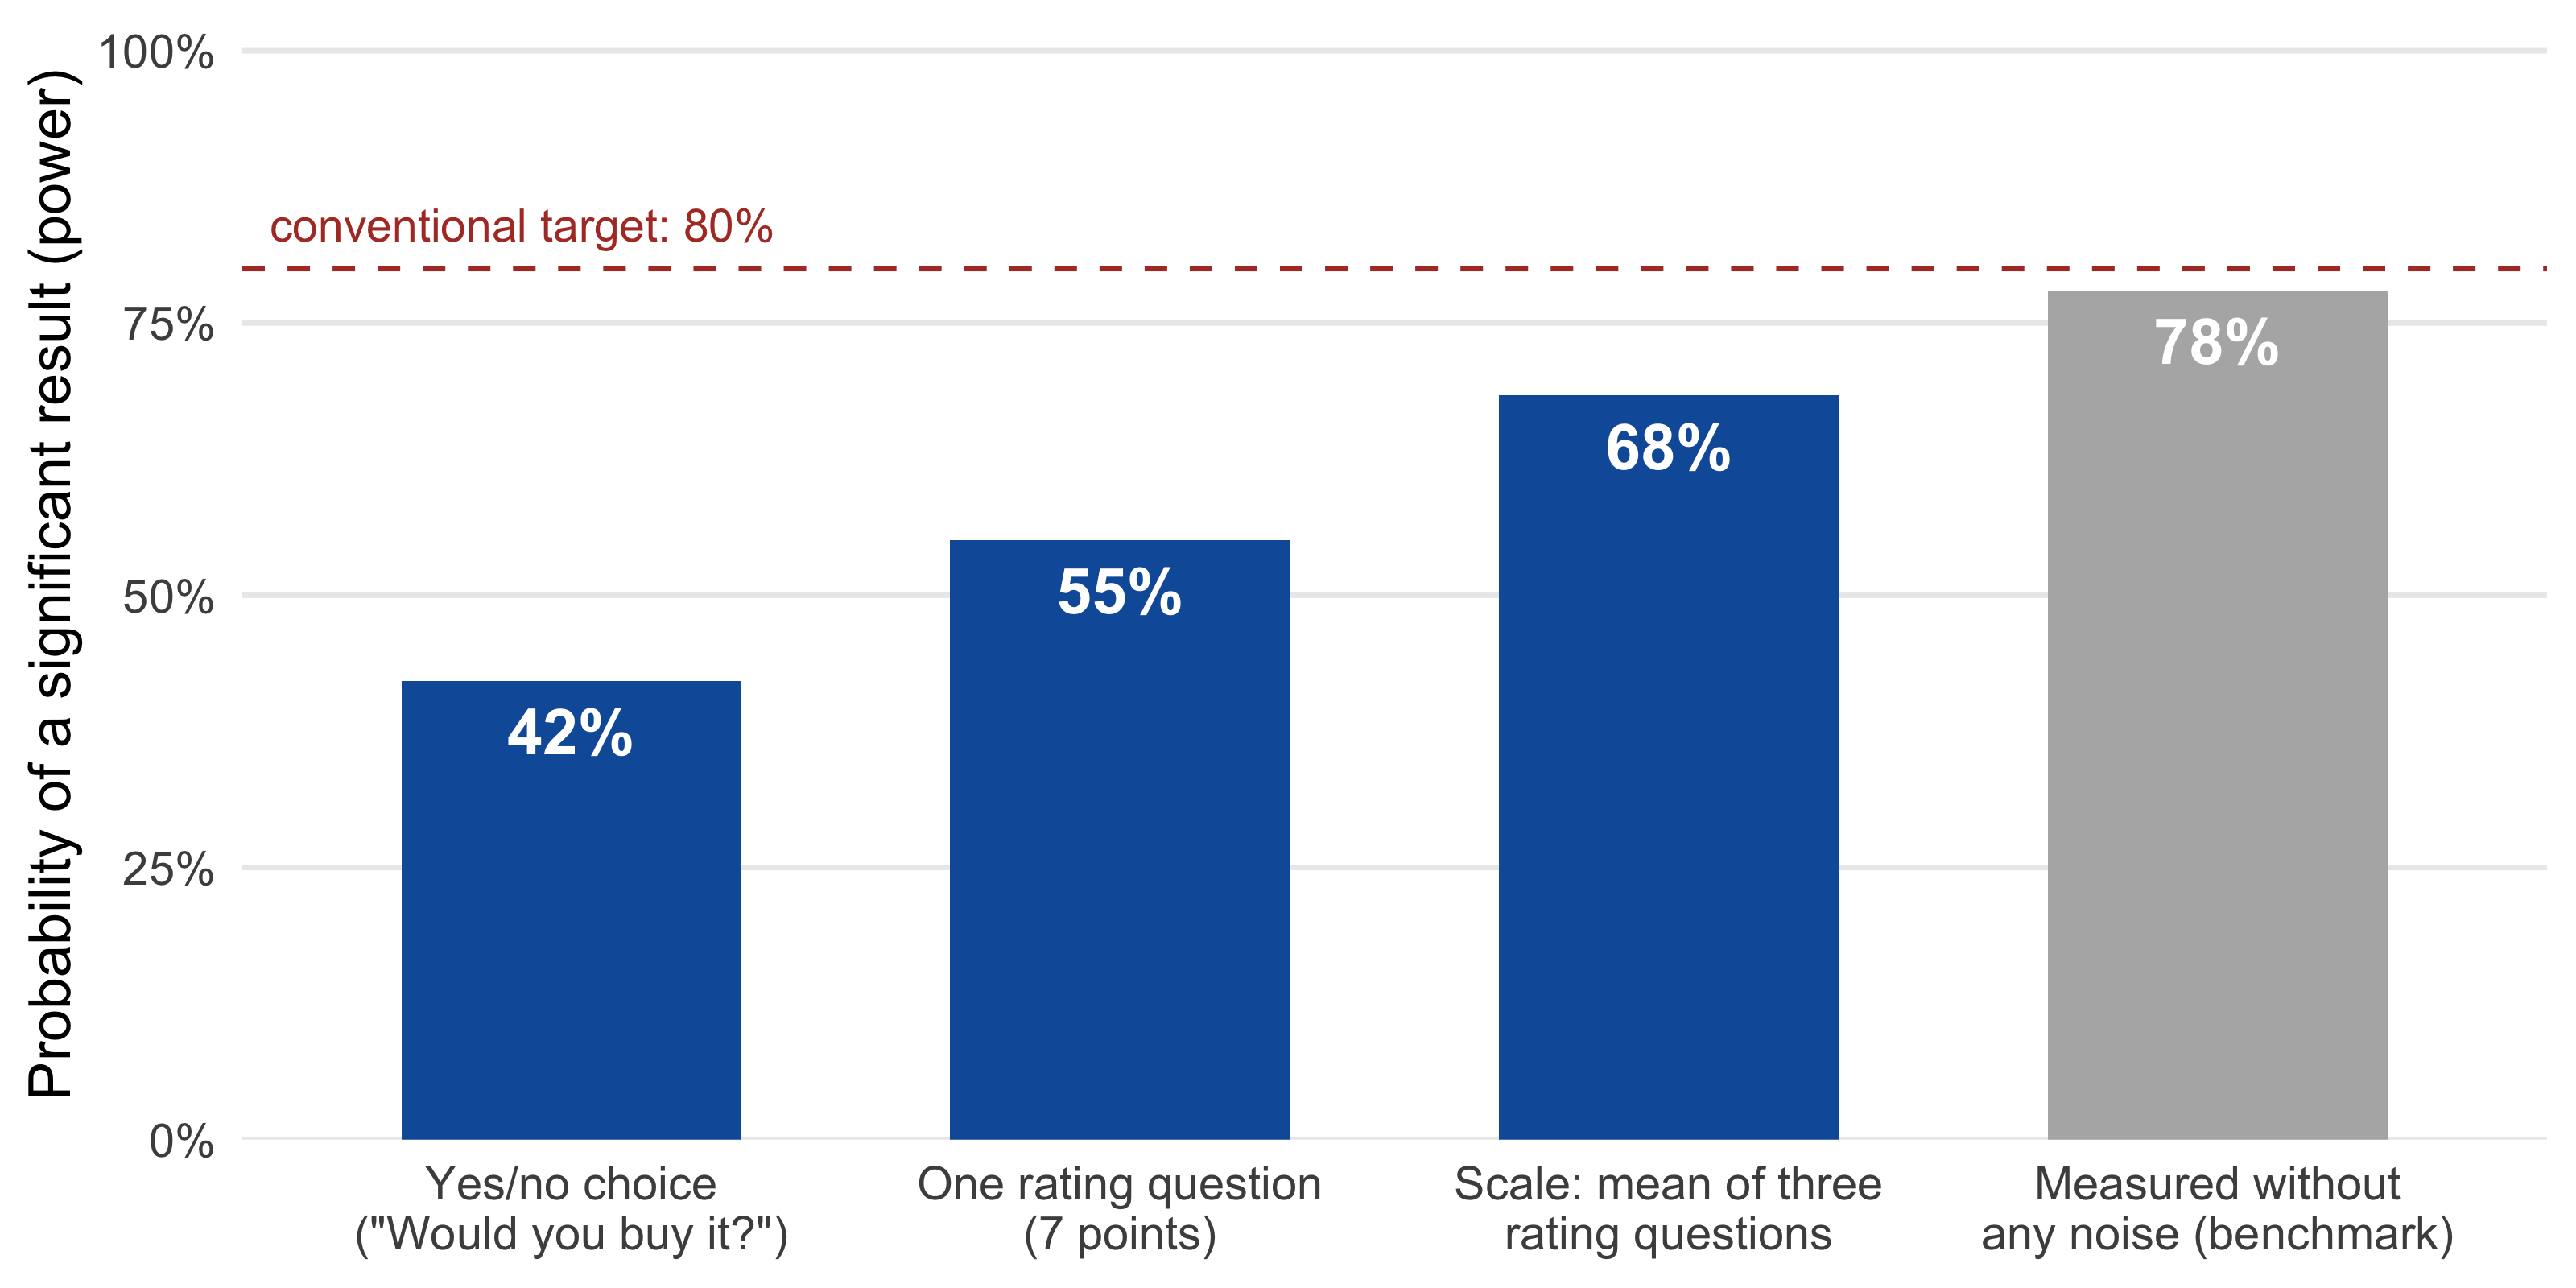 Probability of a significant result (power)
100%
conventional target: 80%
75%
50%
25%
0%
42%
55%
68%
78%
Yes/no choice
("Would you buy it?")
One rating question
(7 points)
Scale: mean of three
rating questions
Measured without
any noise (benchmark)